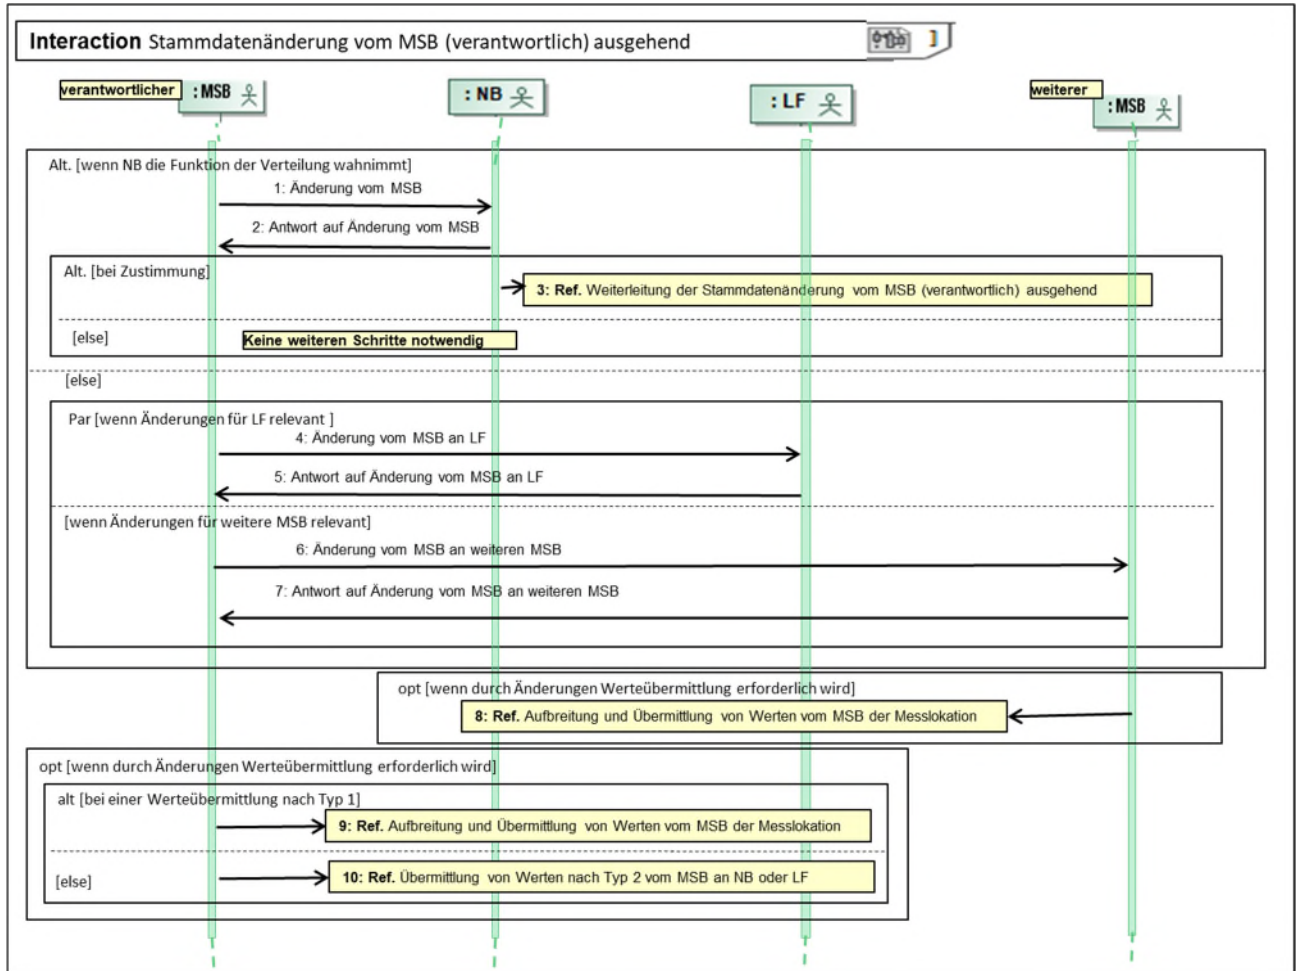 Interaction Stammdatenänderung vom MSB (verantwortlich) ausgehend
verantwortlicher
: MSB
: NB
: LF
weiterer
: MSB
Alt. [wenn NB die Funktion der Verteilung wahnimmt]
1: Änderung vom MSB
2: Antwort auf Änderung vom MSB
Alt. [bei Zustimmung]
3: Ref. Weiterleitung der Stammdatenänderung vom MSB (verantwortlich) ausgehend
[else]
Keine weiteren Schritte notwendig
[else]
Par [wenn Änderungen für LF relevant ]
4: Änderung vom MSB an LF
5: Antwort auf Änderung vom MSB an LF
[wenn Änderungen für weitere MSB relevant]
6: Änderung vom MSB an weiteren MSB
7: Antwort auf Änderung vom MSB an weiteren MSB
opt [wenn durch Änderungen Werteübermittlung erforderlich wird]
8: Ref. Aufbreitung und Übermittlung von Werten vom MSB der Messlokation
opt [wenn durch Änderungen Werteübermittlung erforderlich wird]
alt [bei einer Werteübermittlung nach Typ 1]
9: Ref. Aufbreitung und Übermittlung von Werten vom MSB der Messlokation
[else]
10: Ref. Übermittlung von Werten nach Typ 2 vom MSB an NB oder LF